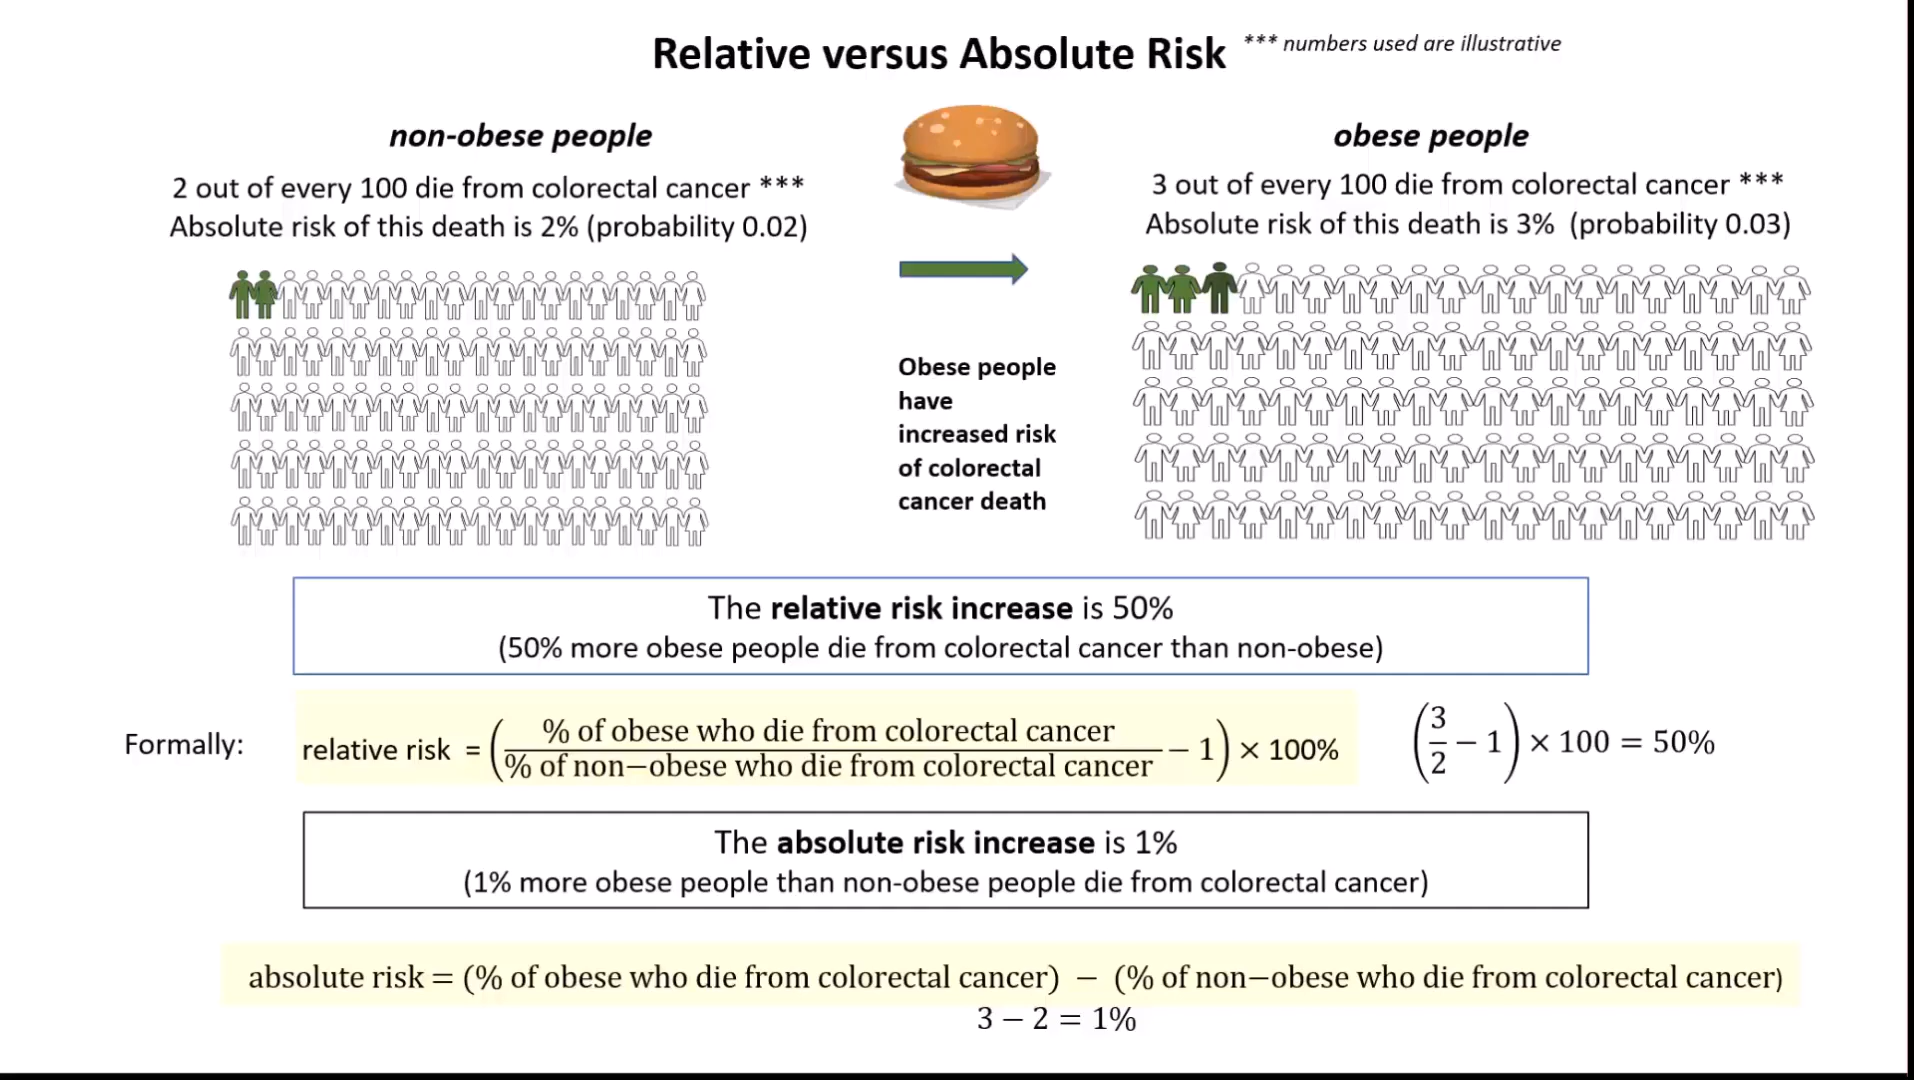 Relative versus Absolute Risk *** numbers used are illustrative
non-obese people
2 out of every 100 die from colorectal cancer ***
Absolute risk of this death is 2% (probability 0.02)
obese people
3 out of every 100 die from colorectal cancer ***
Absolute risk of this death is 3% (probability 0.03)
Obese people
have
increased risk
of colorectal
cancer death
The relative risk increase is 50%
(50% more obese people die from colorectal cancer than non-obese)
Formally:
relative risk = (% of obese who die from colorectal cancer / % of non−obese who die from colorectal cancer − 1) × 100%
(3/2 − 1) × 100 = 50%
The absolute risk increase is 1%
(1% more obese people than non-obese people die from colorectal cancer)
absolute risk = (% of obese who die from colorectal cancer) − (% of non−obese who die from colorectal cancer)
3 − 2 = 1%